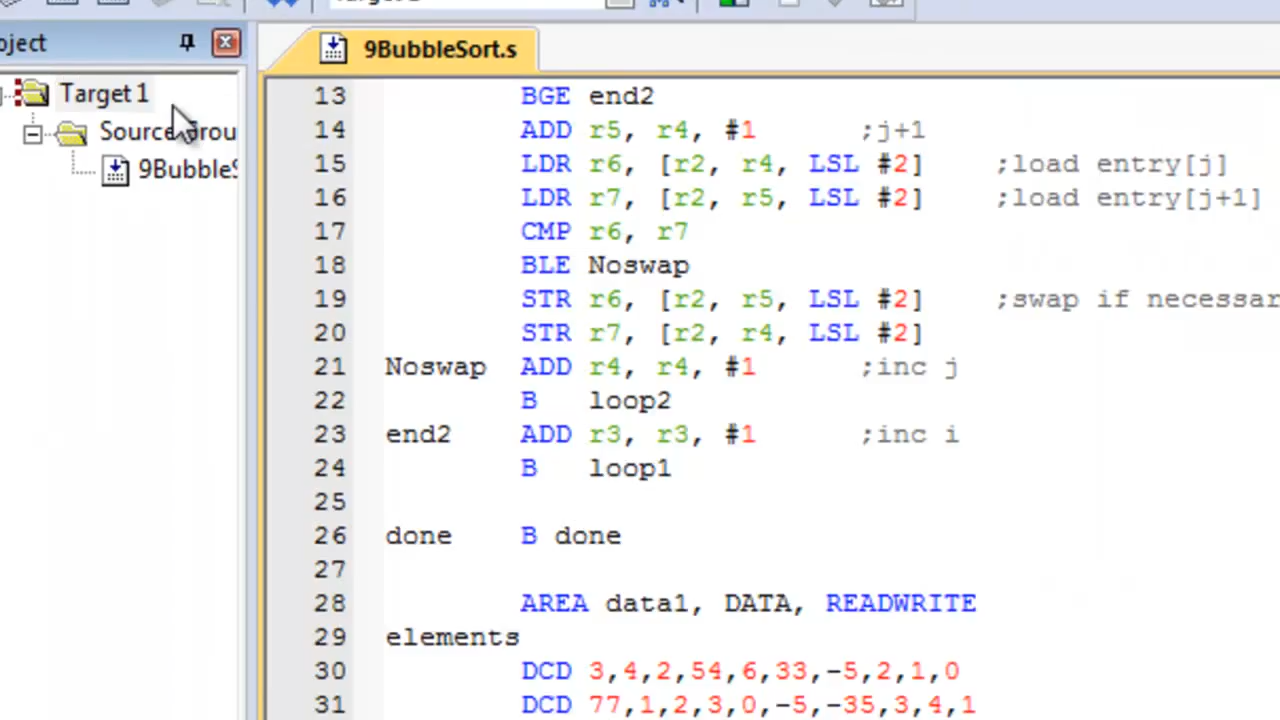 oject
9BubbleSort.s
Target 1
Source Grou
9BubbleS
13 BGE end2
14 ADD r5, r4, #1 ;j+1
15 LDR r6, [r2, r4, LSL #2] ;load entry[j]
16 LDR r7, [r2, r5, LSL #2] ;load entry[j+1]
17 CMP r6, r7
18 BLE Noswap
19 STR r6, [r2, r5, LSL #2] ;swap if necessar
20 STR r7, [r2, r4, LSL #2]
21 Noswap ADD r4, r4, #1 ;inc j
22 B loop2
23 end2 ADD r3, r3, #1 ;inc i
24 B loop1
25
26 done B done
27
28 AREA data1, DATA, READWRITE
29 elements
30 DCD 3,4,2,54,6,33,-5,2,1,0
31 DCD 77,1,2,3,0,-5,-35,3,4,1